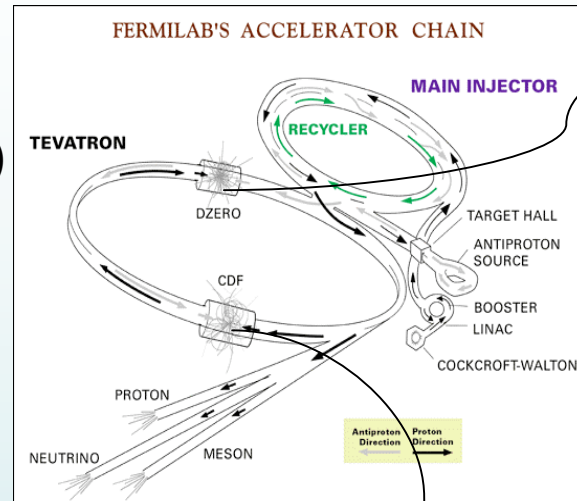 FERMILAB'S ACCELERATOR CHAIN
MAIN INJECTOR
RECYCLER
TEVATRON
DZERO
TARGET HALL
ANTIPROTON
SOURCE
CDF
BOOSTER
LINAC
COCKCROFT-WALTON
PROTON
NEUTRINO
MESON
Antiproton Proton
Direction Direction